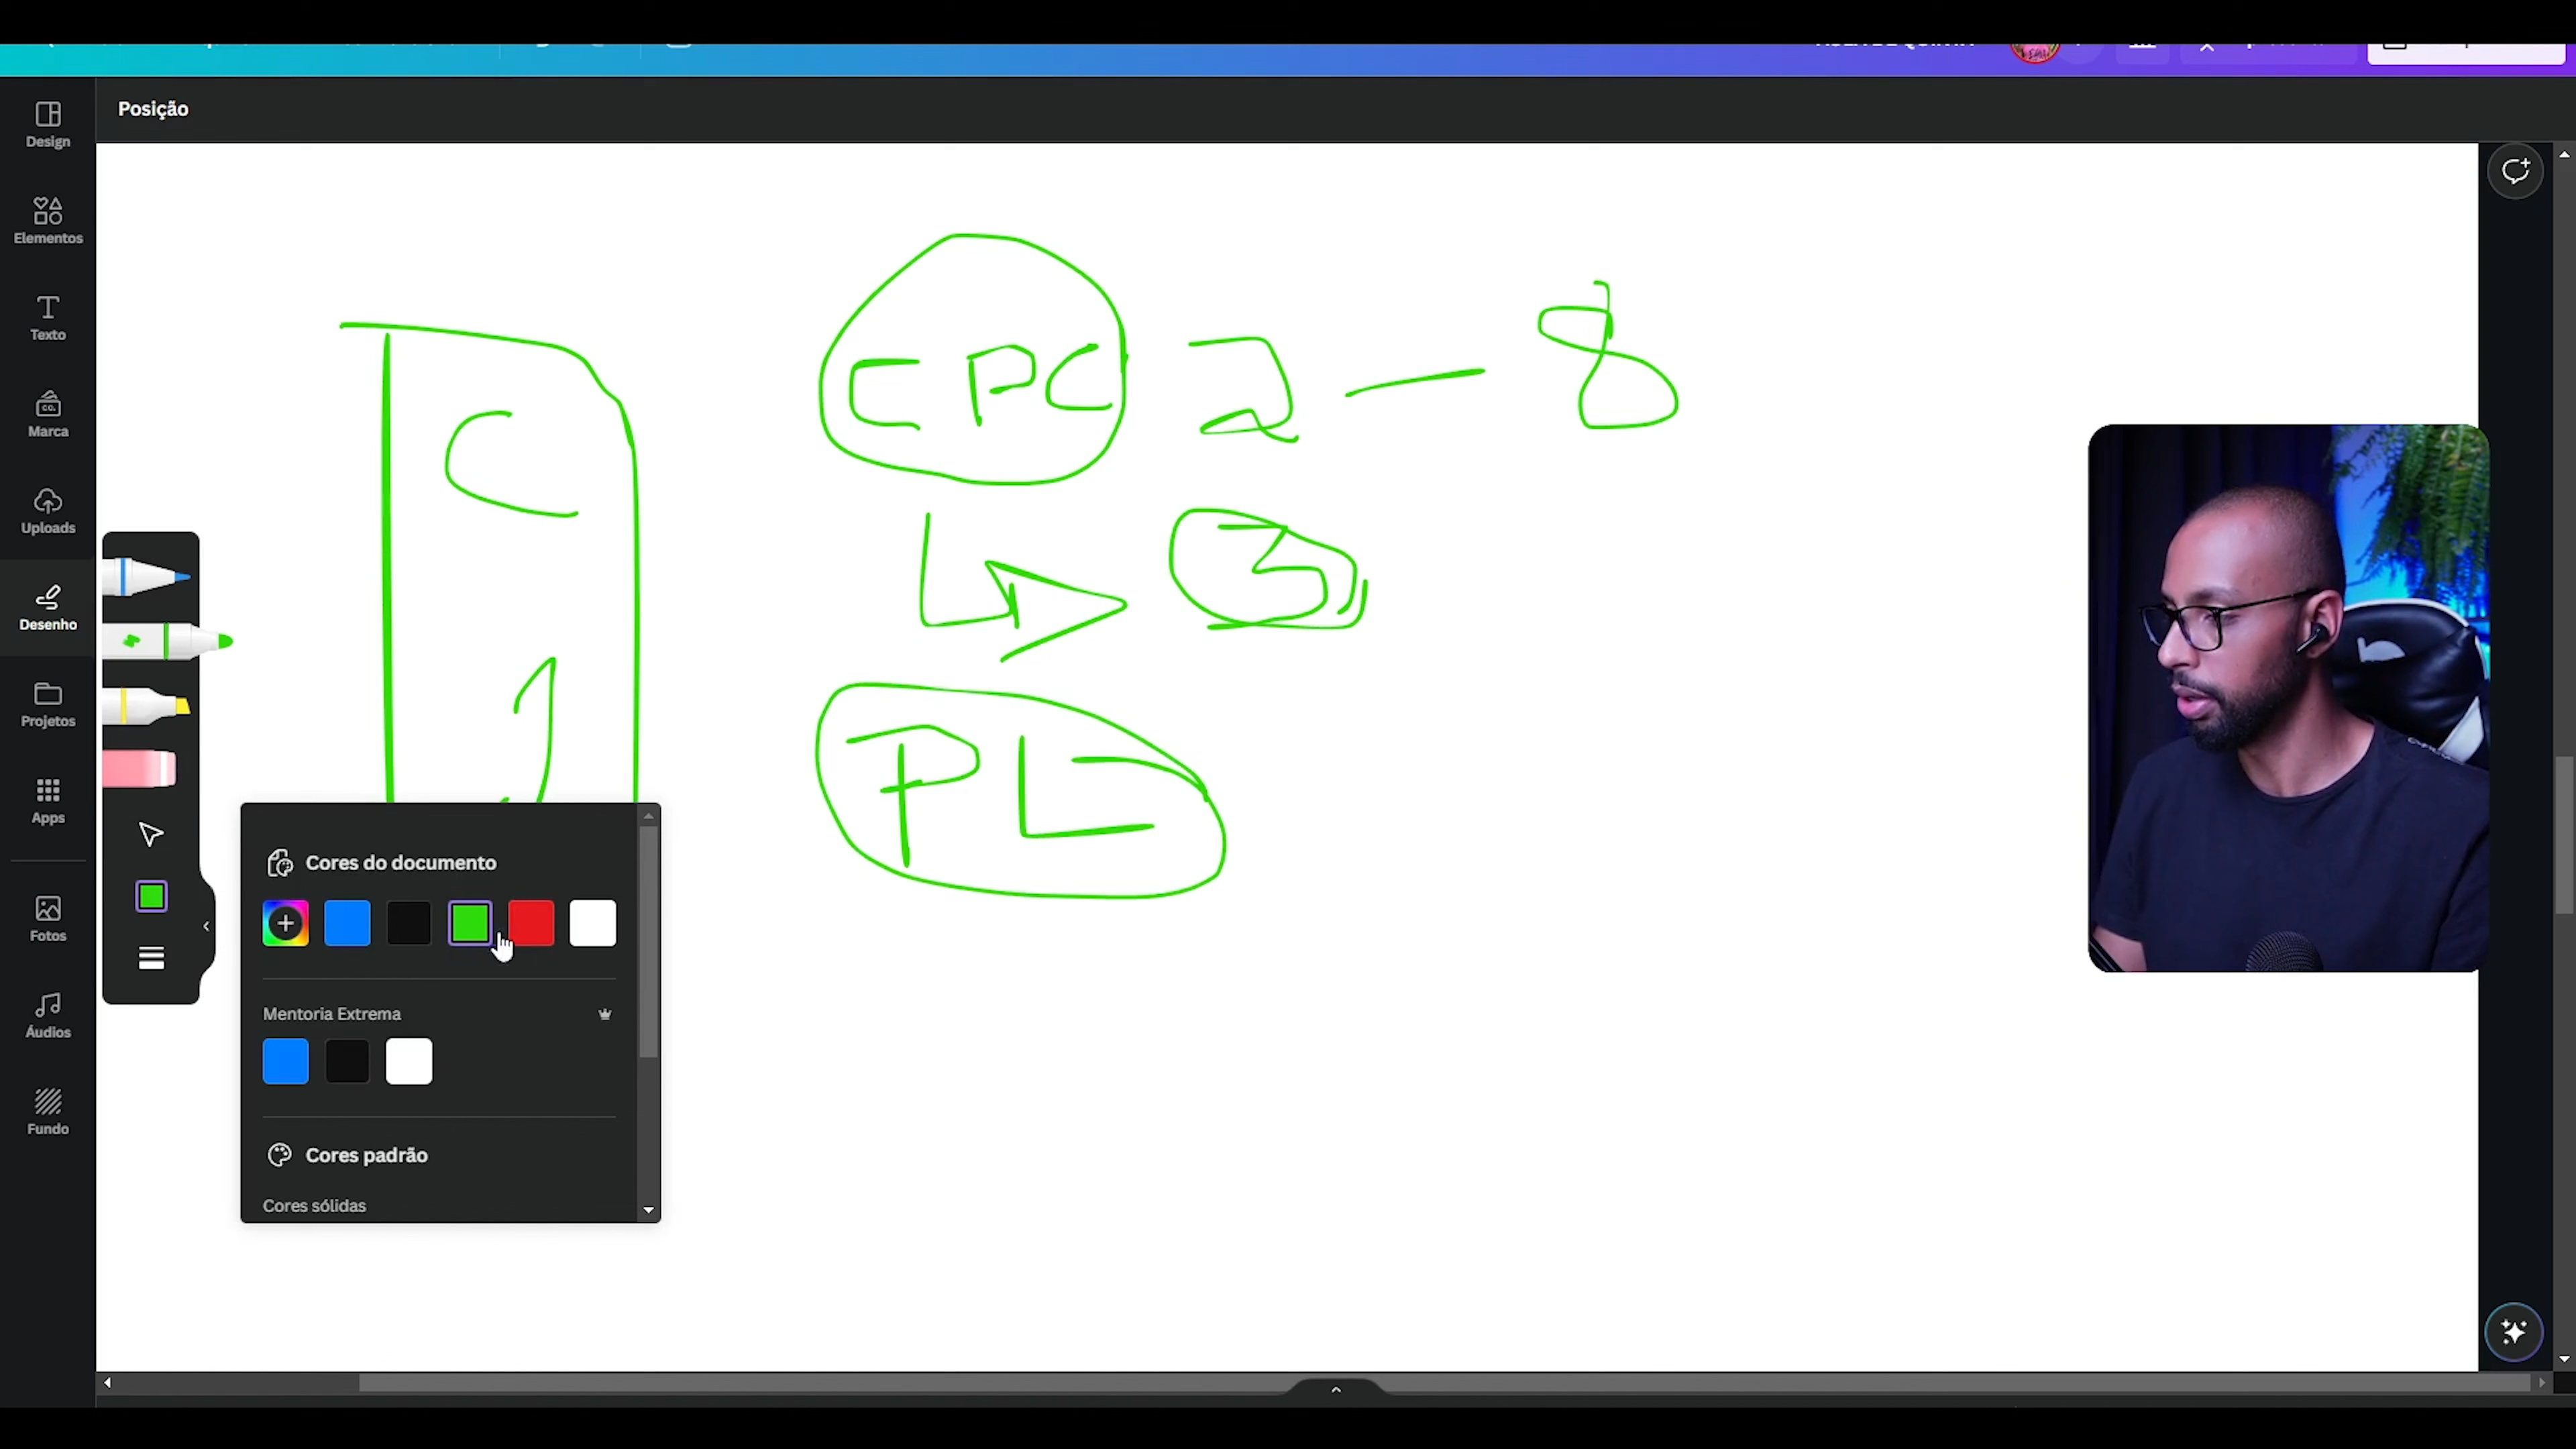 Posição
Design
Elementos
Texto
Marca
CO.
Uploads
Desenho
Projetos
Apps
Fotos
Áudios
Fundo
C
CPC 2 — 8
3
PL
Cores do documento
Mentoria Extrema
Cores padrão
Cores sólidas